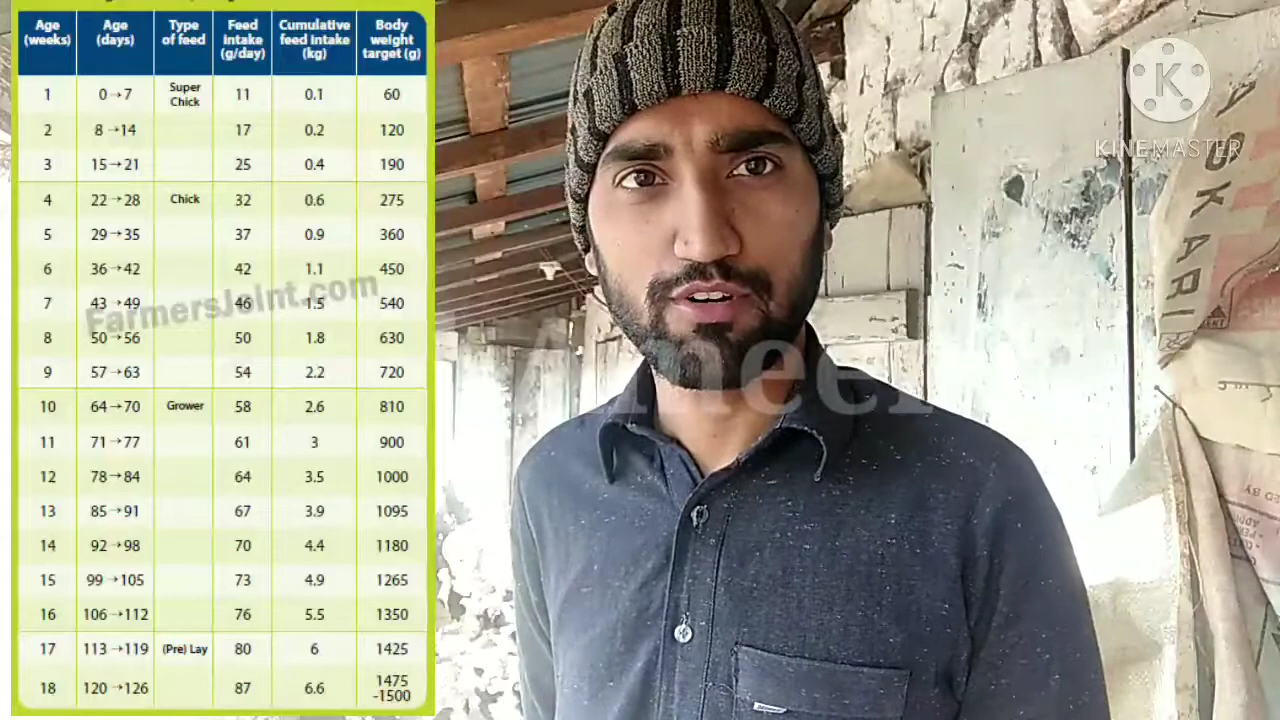 Age (weeks) Age (days) Type of feed Feed intake (g/day) Cumulative feed intake (kg) Body weight target (g)
1 0→7 Super Chick 11 0.1 60
2 8→14 17 0.2 120
3 15→21 25 0.4 190
4 22→28 Chick 32 0.6 275
5 29→35 37 0.9 360
6 36→42 42 1.1 450
7 43→49 46 1.5 540
8 50→56 50 1.8 630
9 57→63 54 2.2 720
10 64→70 Grower 58 2.6 810
11 71→77 61 3 900
12 78→84 64 3.5 1000
13 85→91 67 3.9 1095
14 92→98 70 4.4 1180
15 99→105 73 4.9 1265
16 106→112 76 5.5 1350
17 113→119 (Pre) Lay 80 6 1425
18 120→126 87 6.6 1475-1500
FarmersJoint.com
Ameer
K
KINEMASTER
ASKARI